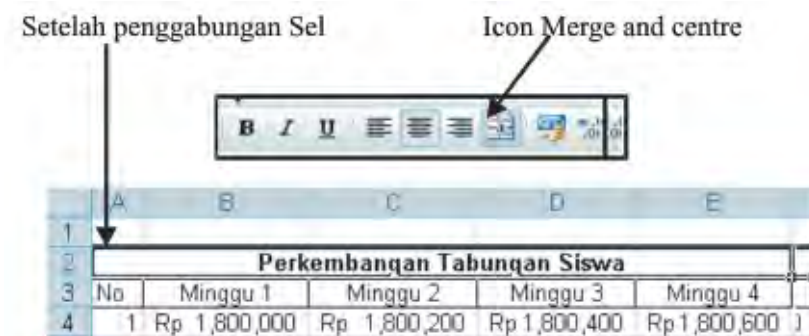 Setelah penggabungan Sel Icon Merge and centre
B I U
A B C D E
1
2 Perkembangan Tabungan Siswa
3 No Minggu 1 Minggu 2 Minggu 3 Minggu 4
4 1 Rp 1,800,000 Rp 1,800,200 Rp 1,800,400 Rp 1,800,600